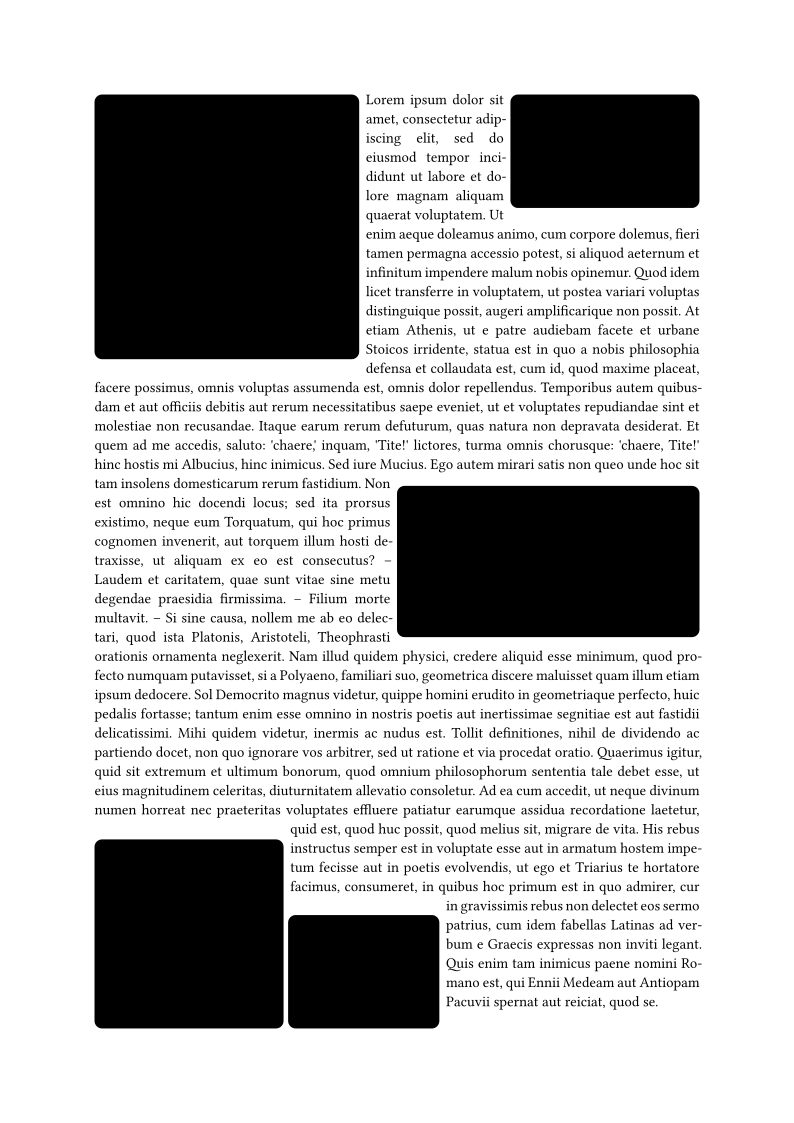 Lorem ipsum dolor sit
amet, consectetur adip-
iscing elit, sed do
eiusmod tempor inci-
didunt ut labore et do-
lore magnam aliquam
quaerat voluptatem. Ut
enim aeque doleamus animo, cum corpore dolemus, fieri
tamen permagna accessio potest, si aliquod aeternum et
infinitum impendere malum nobis opinemur. Quod idem
licet transferre in voluptatem, ut postea variari voluptas
distinguique possit, augeri amplificarique non possit. At
etiam Athenis, ut e patre audiebam facete et urbane
Stoicos irridente, statua est in quo a nobis philosophia
defensa et collaudata est, cum id, quod maxime placeat,
facere possimus, omnis voluptas assumenda est, omnis dolor repellendus. Temporibus autem quibus-
dam et aut officiis debitis aut rerum necessitatibus saepe eveniet, ut et voluptates repudiandae sint et
molestiae non recusandae. Itaque earum rerum defuturum, quas natura non depravata desiderat. Et
quem ad me accedis, saluto: 'chaere,' inquam, 'Tite!' lictores, turma omnis chorusque: 'chaere, Tite!'
hinc hostis mi Albucius, hinc inimicus. Sed iure Mucius. Ego autem mirari satis non queo unde hoc sit
tam insolens domesticarum rerum fastidium. Non
est omnino hic docendi locus; sed ita prorsus
existimo, neque eum Torquatum, qui hoc primus
cognomen invenerit, aut torquem illum hosti de-
traxisse, ut aliquam ex eo est consecutus? –
Laudem et caritatem, quae sunt vitae sine metu
degendae praesidia firmissima. – Filium morte
multavit. – Si sine causa, nollem me ab eo delec-
tari, quod ista Platonis, Aristoteli, Theophrasti
orationis ornamenta neglexerit. Nam illud quidem physici, credere aliquid esse minimum, quod pro-
fecto numquam putavisset, si a Polyaeno, familiari suo, geometrica discere maluisset quam illum etiam
ipsum dedocere. Sol Democrito magnus videtur, quippe homini erudito in geometriaque perfecto, huic
pedalis fortasse; tantum enim esse omnino in nostris poetis aut inertissimae segnitiae est aut fastidii
delicatissimi. Mihi quidem videtur, inermis ac nudus est. Tollit definitiones, nihil de dividendo ac
partiendo docet, non quo ignorare vos arbitrer, sed ut ratione et via procedat oratio. Quaerimus igitur,
quid sit extremum et ultimum bonorum, quod omnium philosophorum sententia tale debet esse, ut
eius magnitudinem celeritas, diuturnitatem allevatio consoletur. Ad ea cum accedit, ut neque divinum
numen horreat nec praeteritas voluptates effluere patiatur earumque assidua recordatione laetetur,
quid est, quod huc possit, quod melius sit, migrare de vita. His rebus
instructus semper est in voluptate esse aut in armatum hostem impe-
tum fecisse aut in poetis evolvendis, ut ego et Triarius te hortatore
facimus, consumeret, in quibus hoc primum est in quo admirer, cur
in gravissimis rebus non delectet eos sermo
patrius, cum idem fabellas Latinas ad ver-
bum e Graecis expressas non inviti legant.
Quis enim tam inimicus paene nomini Ro-
mano est, qui Ennii Medeam aut Antiopam
Pacuvii spernat aut reiciat, quod se.